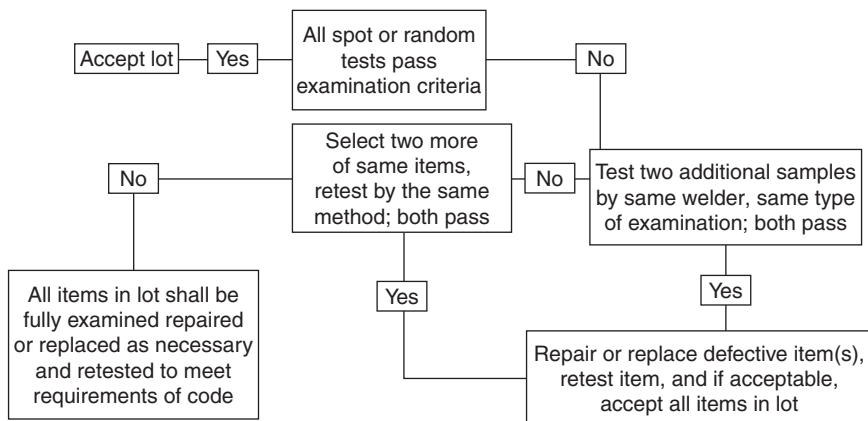 Accept lot
Yes
All spot or random
tests pass
examination criteria
No
No
Select two more
of same items,
retest by the same
method; both pass
No
Test two additional samples
by same welder, same type
of examination; both pass
All items in lot shall be
fully examined repaired
or replaced as necessary
and retested to meet
requirements of code
Yes
Yes
Repair or replace defective item(s),
retest item, and if acceptable,
accept all items in lot